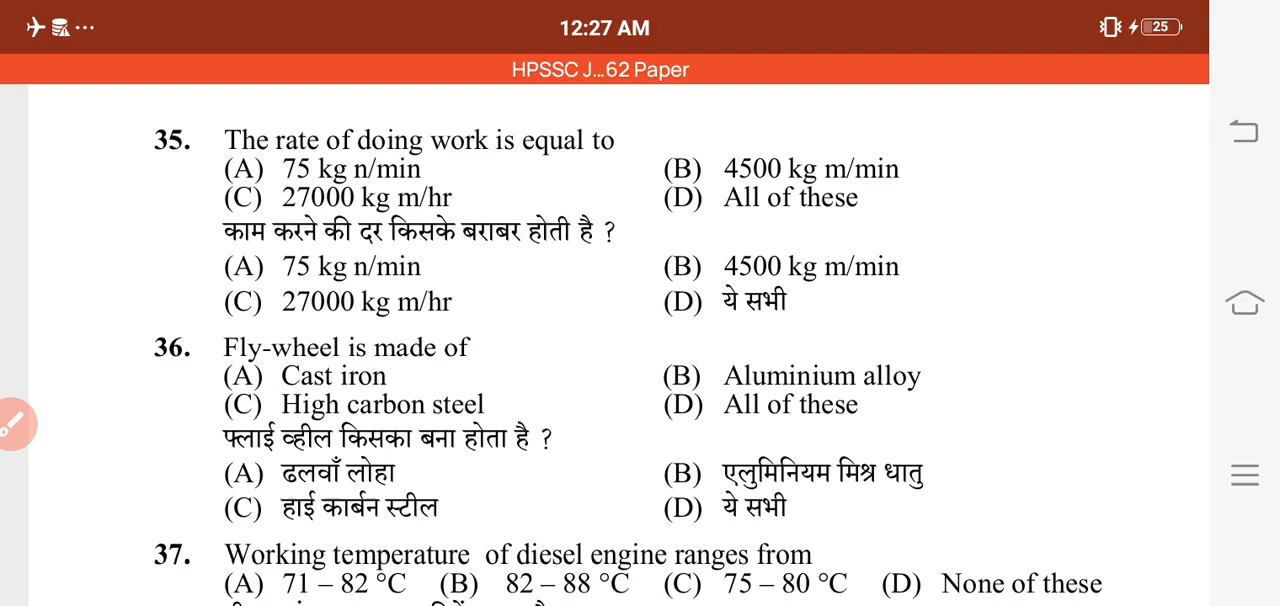 12:27 AM
25
HPSSC J...62 Paper
35. The rate of doing work is equal to
(A) 75 kg n/min (B) 4500 kg m/min
(C) 27000 kg m/hr (D) All of these
काम करने की दर किसके बराबर होती है ?
(A) 75 kg n/min (B) 4500 kg m/min
(C) 27000 kg m/hr (D) ये सभी
36. Fly-wheel is made of
(A) Cast iron (B) Aluminium alloy
(C) High carbon steel (D) All of these
फ्लाई व्हील किसका बना होता है ?
(A) ढलवाँ लोहा (B) एलुमिनियम मिश्र धातु
(C) हाई कार्बन स्टील (D) ये सभी
37. Working temperature of diesel engine ranges from
(A) 71 – 82 °C (B) 82 – 88 °C (C) 75 – 80 °C (D) None of these